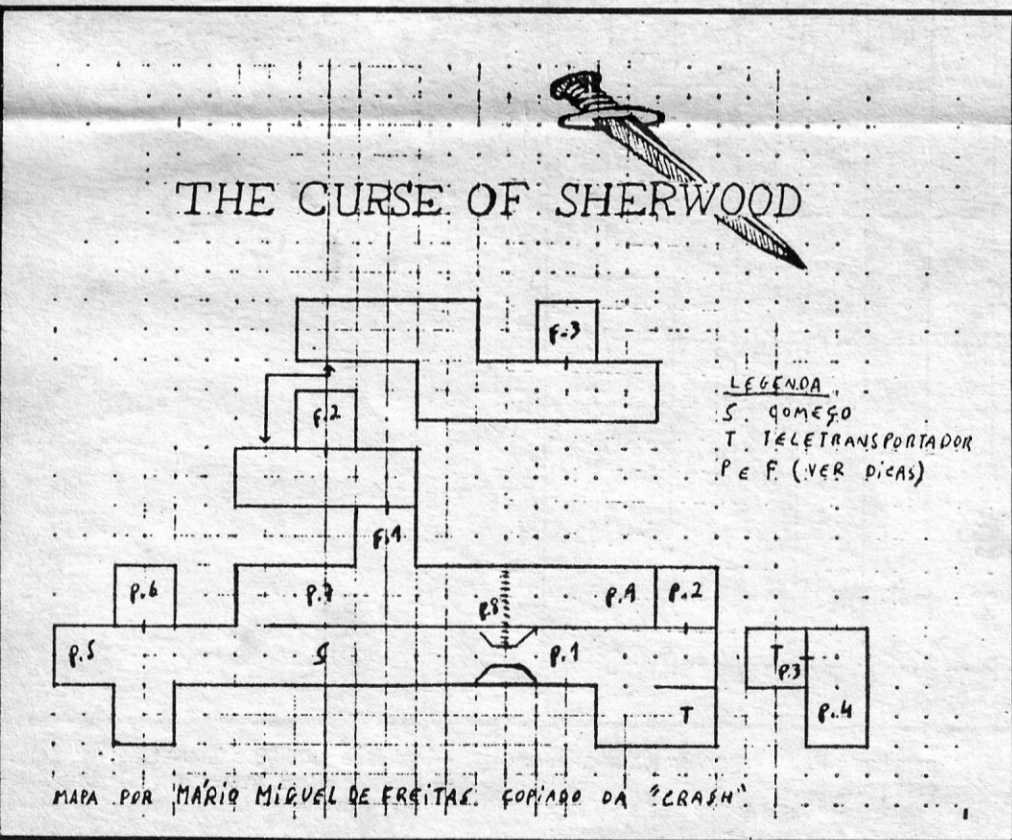 THE CURSE OF SHERWOOD
F.3
LEGENDA
S COMEÇO
T TELETRANSPORTADOR
P E F (VER DICAS)
F.2
F.1
P.6
P.7
P.8
P.A
P.2
P.5
S
P.1
T
P.3
P.4
T
MAPA POR MÁRIO MIGUEL DE FREITAS. COPIADO DA "CRASH"